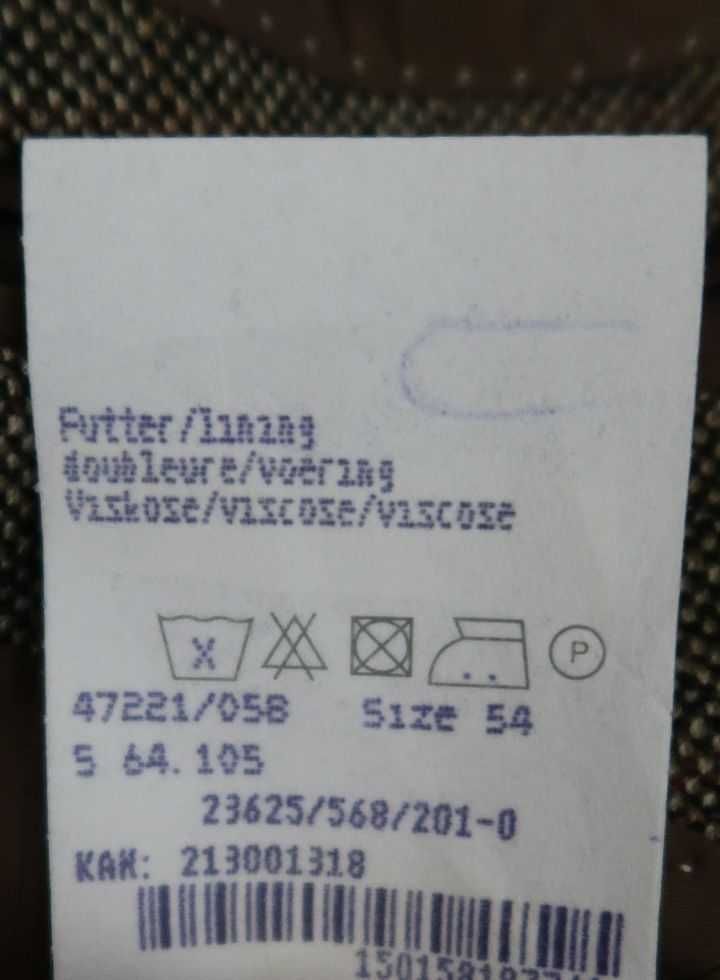 Futter/lining
doubleure/voering
Viskose/viscose/viscose
X P
47221/058 Size 54
5 64.105
23625/568/201-0
KAN: 213001318